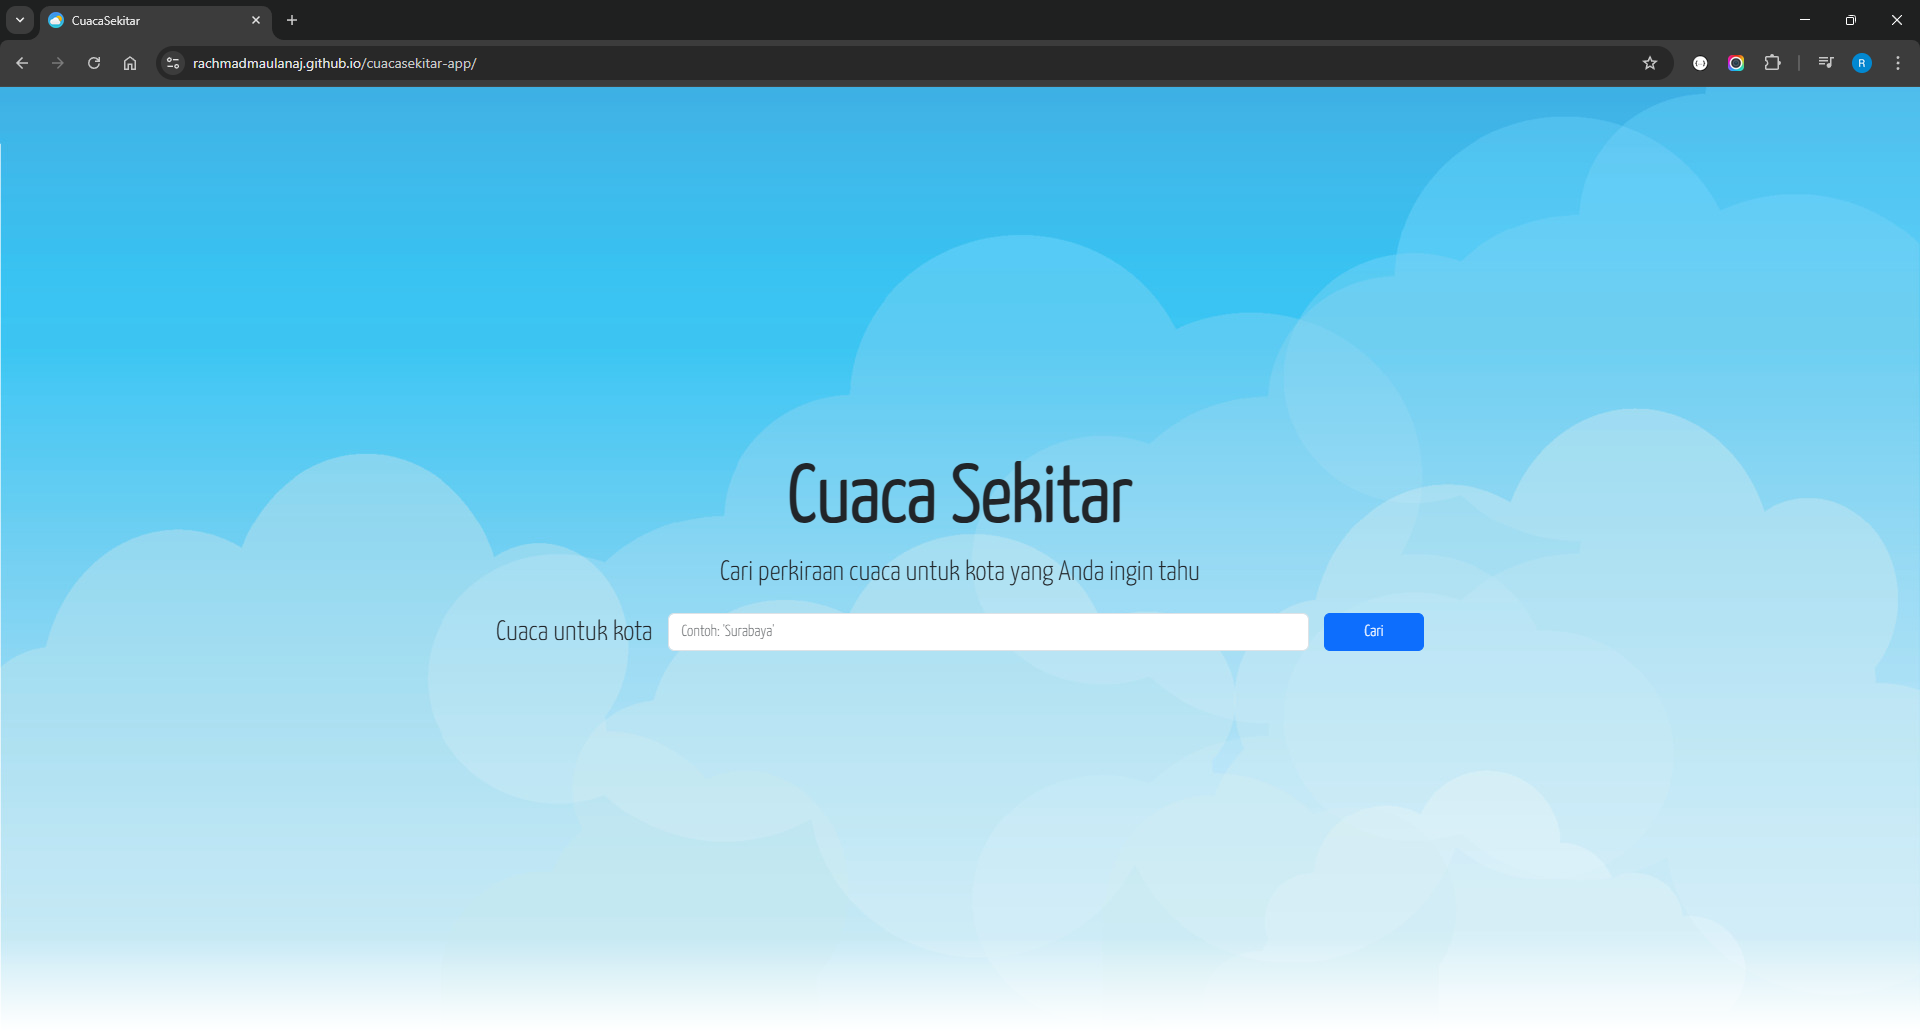 CuacaSekitar
rachmadmaulanaj.github.io/cuacasekitar-app/
R
Cuaca Sekitar
Cari perkiraan cuaca untuk kota yang Anda ingin tahu
Cuaca untuk kota
Contoh: 'Surabaya'
Cari